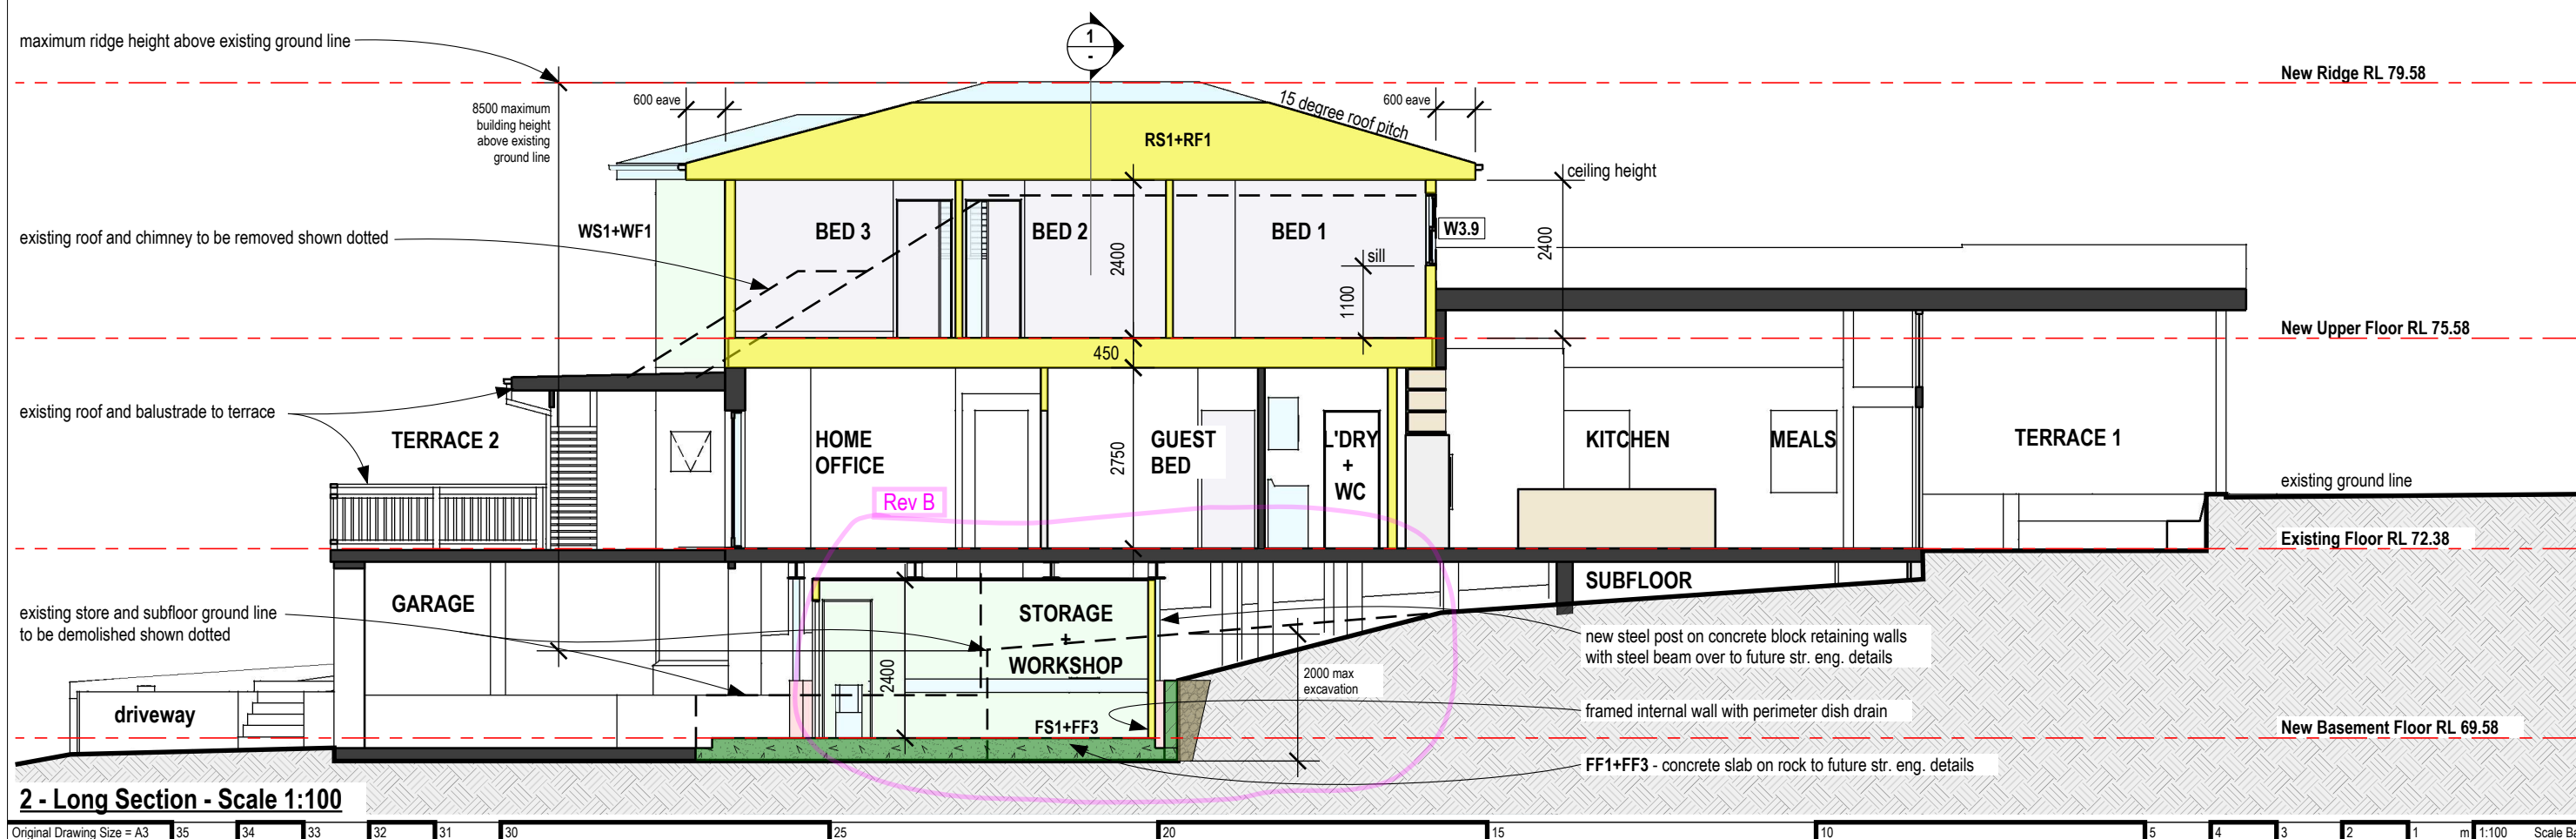 maximum ridge height above existing ground line
1
-
New Ridge RL 79.58
8500 maximum
building height
above existing
ground line
600 eave
600 eave
15 degree roof pitch
RS1+RF1
ceiling height
WS1+WF1
BED 3
BED 2
BED 1
W3.9
existing roof and chimney to be removed shown dotted
2400
2400
sill
1100
New Upper Floor RL 75.58
450
existing roof and balustrade to terrace
TERRACE 2
HOME
OFFICE
2750
GUEST
BED
L'DRY
+
WC
KITCHEN
MEALS
TERRACE 1
existing ground line
Rev B
Existing Floor RL 72.38
GARAGE
SUBFLOOR
existing store and subfloor ground line
to be demolished shown dotted
STORAGE
+
WORKSHOP
2400
new steel post on concrete block retaining walls
with steel beam over to future str. eng. details
2000 max
excavation
driveway
framed internal wall with perimeter dish drain
FS1+FF3
New Basement Floor RL 69.58
FF1+FF3 - concrete slab on rock to future str. eng. details
2 - Long Section - Scale 1:100
Original Drawing Size = A3 35 34 33 32 31 30 25 20 15 10 5 4 3 2 1 m 1:100 Scale